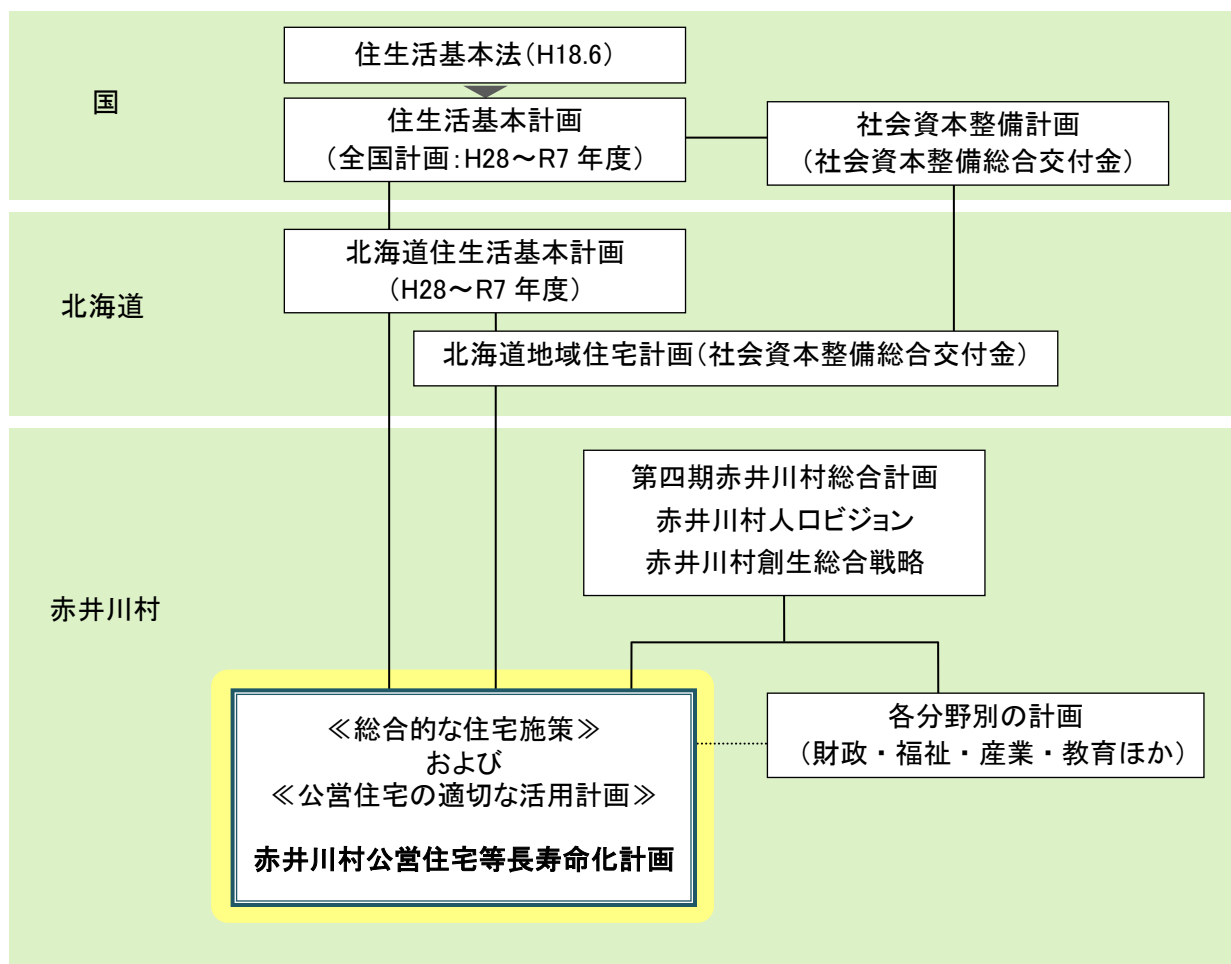 国
住生活基本法(H18.6)
住生活基本計画
(全国計画:H28~R7 年度)
社会資本整備計画
(社会資本整備総合交付金)
北海道
北海道住生活基本計画
(H28~R7 年度)
北海道地域住宅計画(社会資本整備総合交付金)
赤井川村
第四期赤井川村総合計画
赤井川村人口ビジョン
赤井川村創生総合戦略
≪総合的な住宅施策≫
および
≪公営住宅の適切な活用計画≫
赤井川村公営住宅等長寿命化計画
各分野別の計画
(財政・福祉・産業・教育ほか)